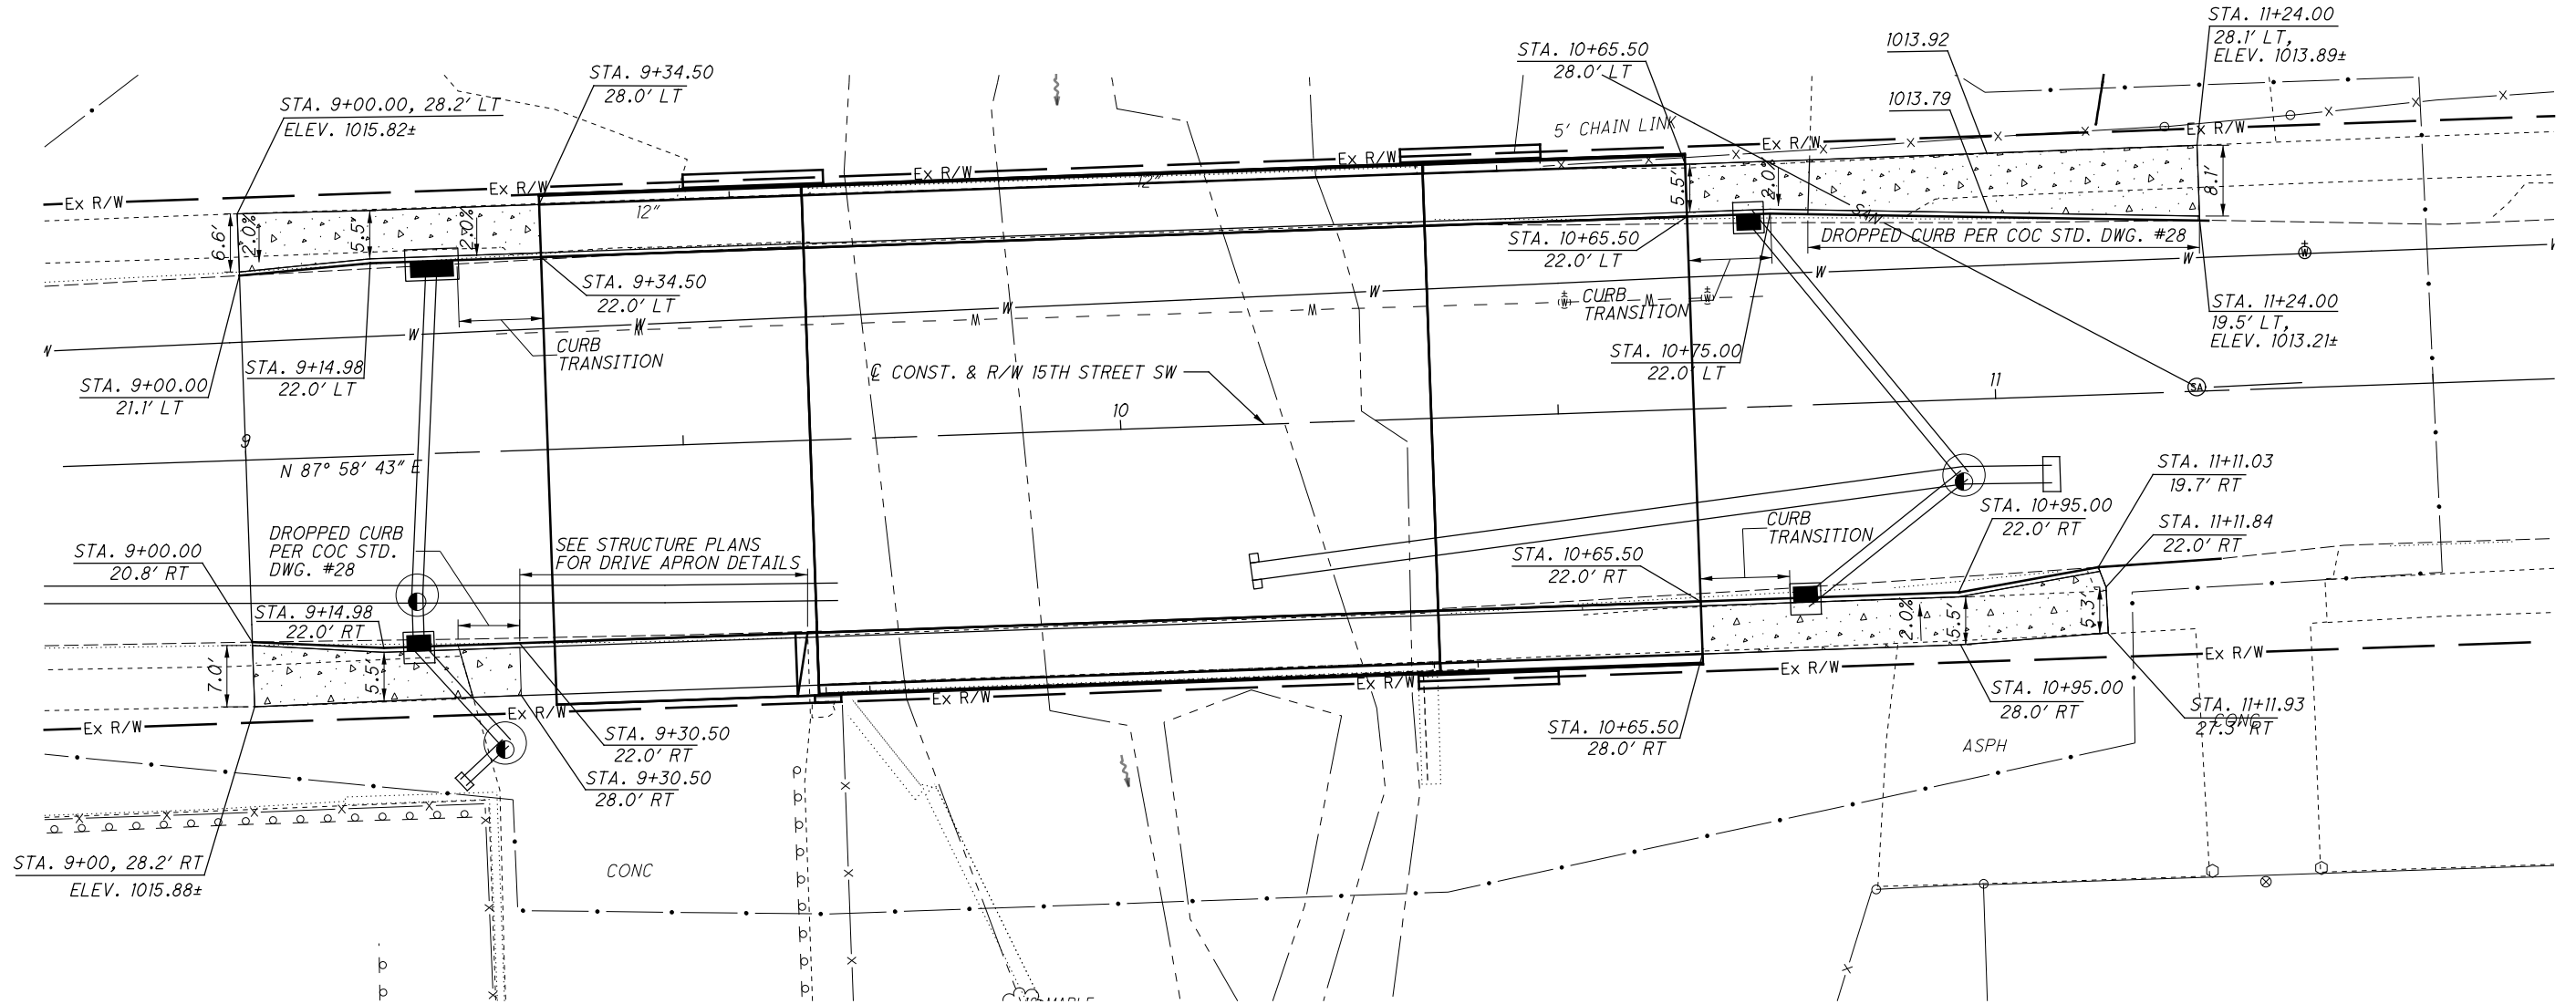 STA. 11+24.00
28.1' LT,
ELEV. 1013.89±
1013.92
STA. 10+65.50
28.0' LT
STA. 9+34.50
28.0' LT
STA. 9+00.00, 28.2' LT
ELEV. 1015.82±
1013.79
5' CHAIN LINK
Ex R/W
Ex R/W
Ex R/W
Ex R/W
Ex R/W
Ex R/W
12"
12"
6.6'
2.0%
5.5'
2.0%
5.5'
2.0%
SAN
8.1'
DROPPED CURB PER COC STD. DWG. #28
STA. 10+65.50
22.0' LT
STA. 9+34.50
22.0' LT
W
W
W
W
W
W
W
W
W
W
W
W
CURB
TRANSITION
STA. 11+24.00
19.5' LT,
ELEV. 1013.21±
CURB
TRANSITION
STA. 10+75.00
22.0' LT
STA. 9+14.98
22.0' LT
STA. 9+00.00
21.1' LT
℄ CONST. & R/W 15TH STREET SW
SA
11
10
9
N 87° 58' 43" E
STA. 11+11.03
19.7' RT
STA. 10+95.00
22.0' RT
STA. 11+11.84
22.0' RT
CURB
TRANSITION
DROPPED CURB
PER COC STD.
DWG. #28
SEE STRUCTURE PLANS
FOR DRIVE APRON DETAILS
STA. 9+00.00
20.8' RT
STA. 10+65.50
22.0' RT
STA. 9+14.98
22.0' RT
7.0'
5.5'
2.0%
5.5'
5.3'
Ex R/W
Ex R/W
Ex R/W
Ex R/W
Ex R/W
Ex R/W
STA. 10+95.00
28.0' RT
STA. 11+11.93
27.3' RT
CONC
STA. 10+65.50
28.0' RT
ASPH
STA. 9+30.50
22.0' RT
STA. 9+30.50
28.0' RT
STA. 9+00, 28.2' RT
ELEV. 1015.88±
CONC